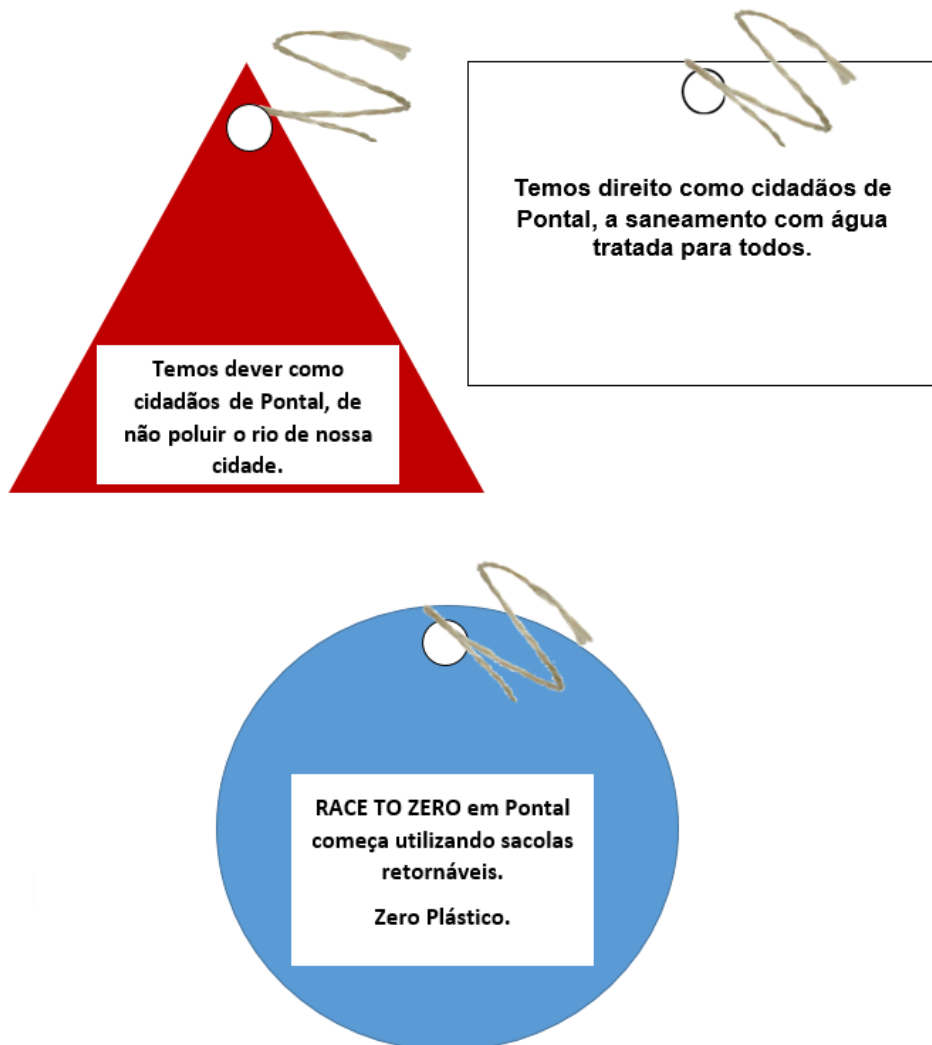 Temos direito como cidadãos de
Pontal, a saneamento com água
tratada para todos.
Temos dever como
cidadãos de Pontal, de
não poluir o rio de nossa
cidade.
RACE TO ZERO em Pontal
começa utilizando sacolas
retornáveis.
Zero Plástico.